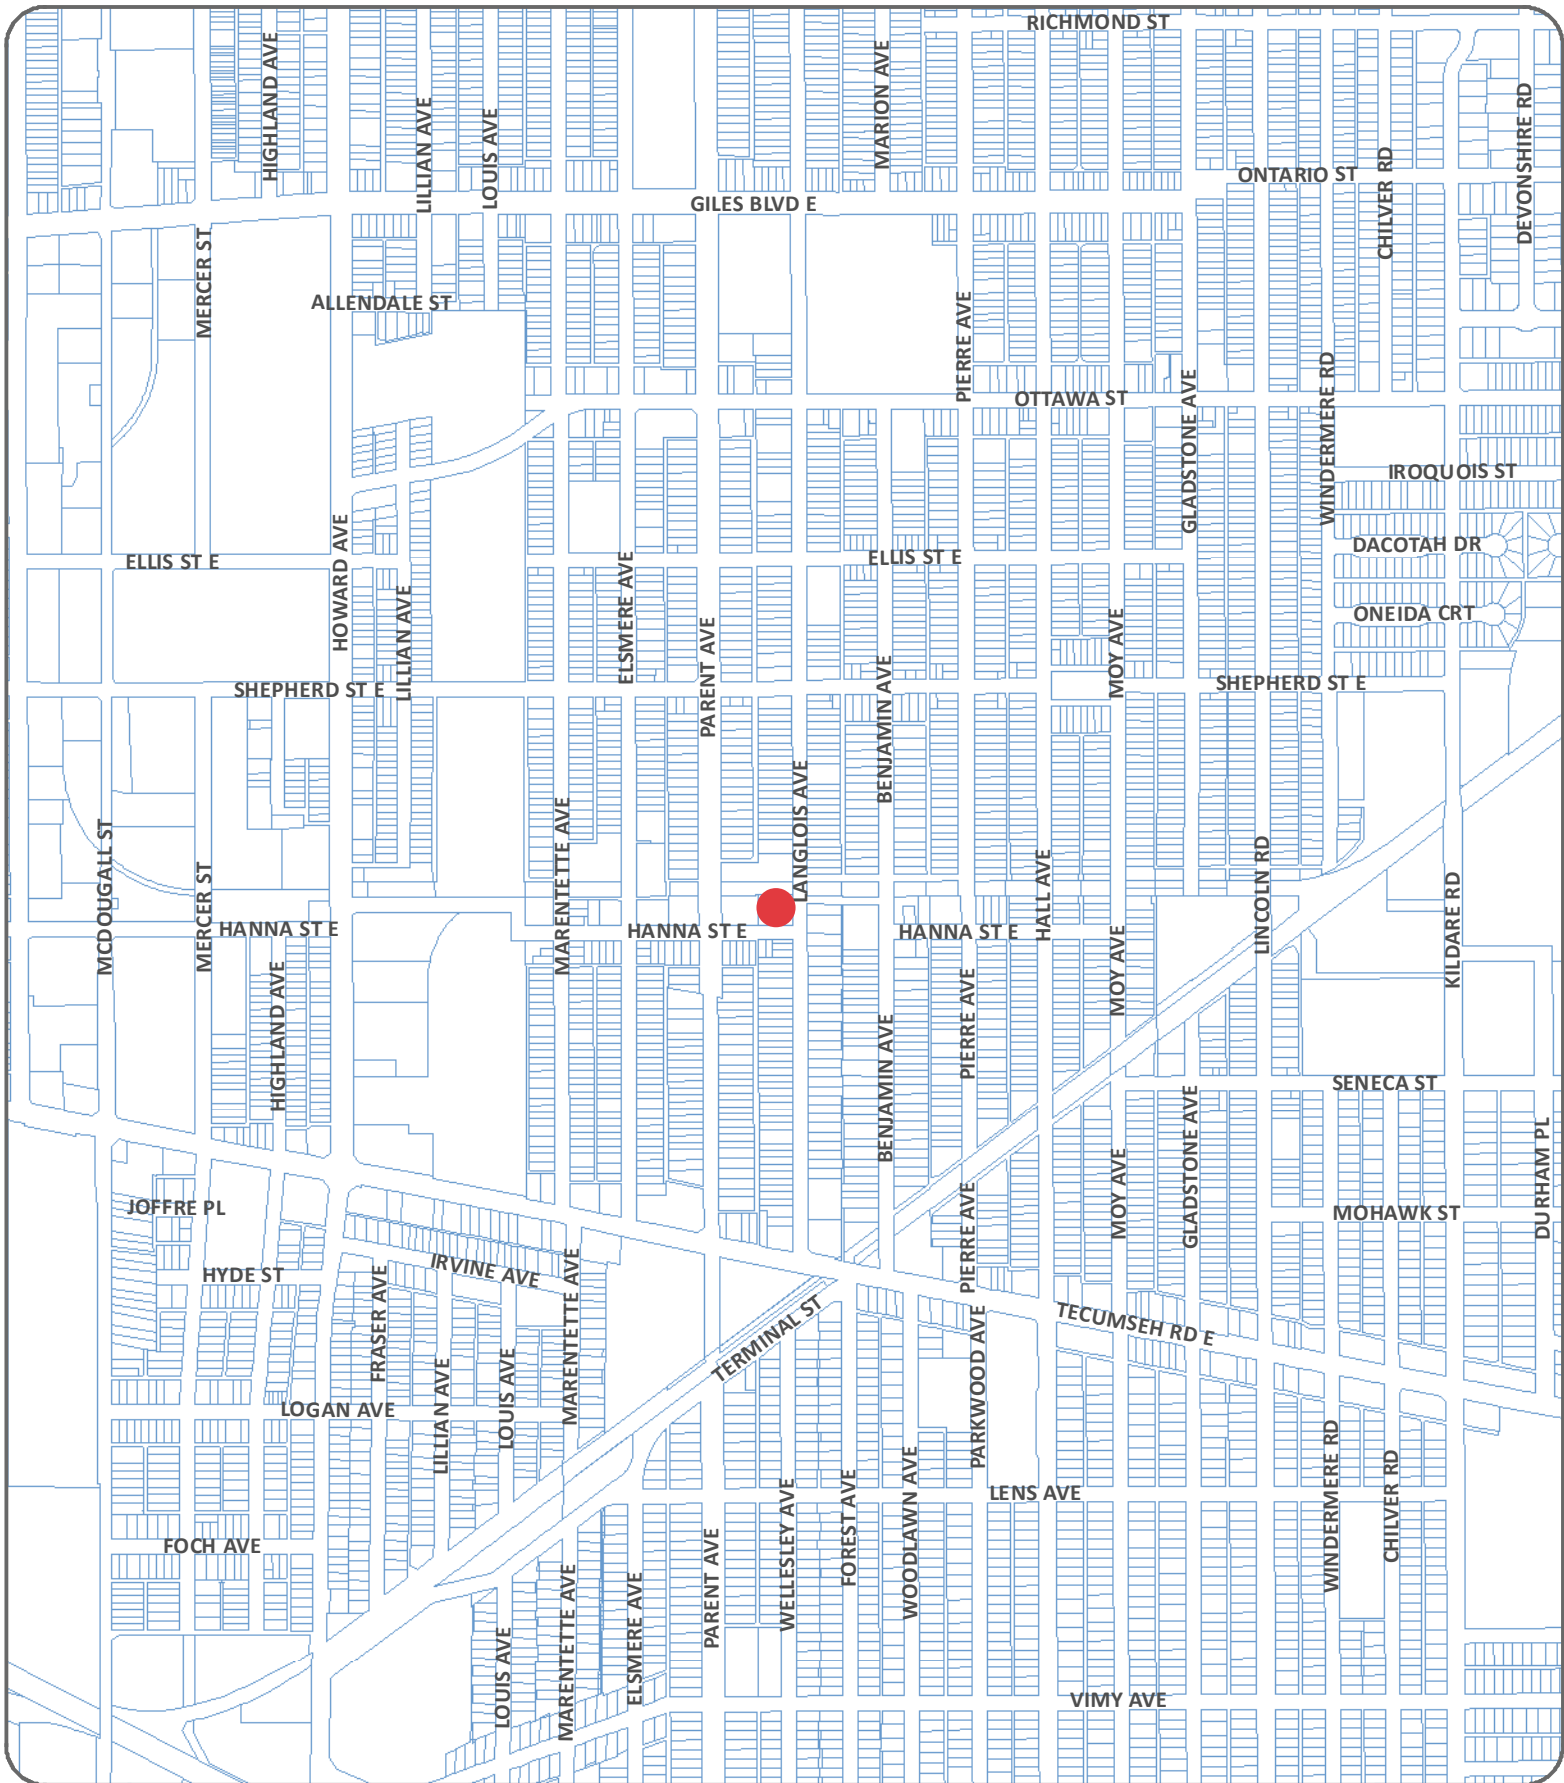 RICHMOND ST
HIGHLAND AVE
LILLIAN AVE
LOUIS AVE
MARION AVE
DEVONSHIRE RD
CHILVER RD
ONTARIO ST
GILES BLVD E
MERCER ST
ALLENDALE ST
PIERRE AVE
OTTAWA ST
GLADSTONE AVE
WINDERMERE RD
IROQUOIS ST
HOWARD AVE
DACOTAH DR
ELLIS ST E
ELLIS ST E
ELSMERE AVE
LILLIAN AVE
PARENT AVE
MOY AVE
ONEIDA CRT
SHEPHERD ST E
BENJAMIN AVE
SHEPHERD ST E
LANGLOIS AVE
MARENTETTE AVE
MCDOUGALL ST
MERCER ST
HALL AVE
LINCOLN RD
KILDARE RD
HANNA ST E
HANNA ST E
HANNA ST E
HIGHLAND AVE
MOY AVE
PIERRE AVE
BENJAMIN AVE
SENECA ST
GLADSTONE AVE
MOY AVE
DURHAM PL
JOFFRE PL
PIERRE AVE
MOHAWK ST
HYDE ST
IRVINE AVE
FRASER AVE
MARENTETTE AVE
TERMINAL ST
TECUMSEH RD E
PARKWOOD AVE
LILLIAN AVE
LOUIS AVE
LOGAN AVE
WINDERMERE RD
CHILVER RD
WOODLAWN AVE
FOREST AVE
WELLESLEY AVE
LENS AVE
FOCH AVE
PARENT AVE
ELSMERE AVE
MARENTETTE AVE
LOUIS AVE
VIMY AVE